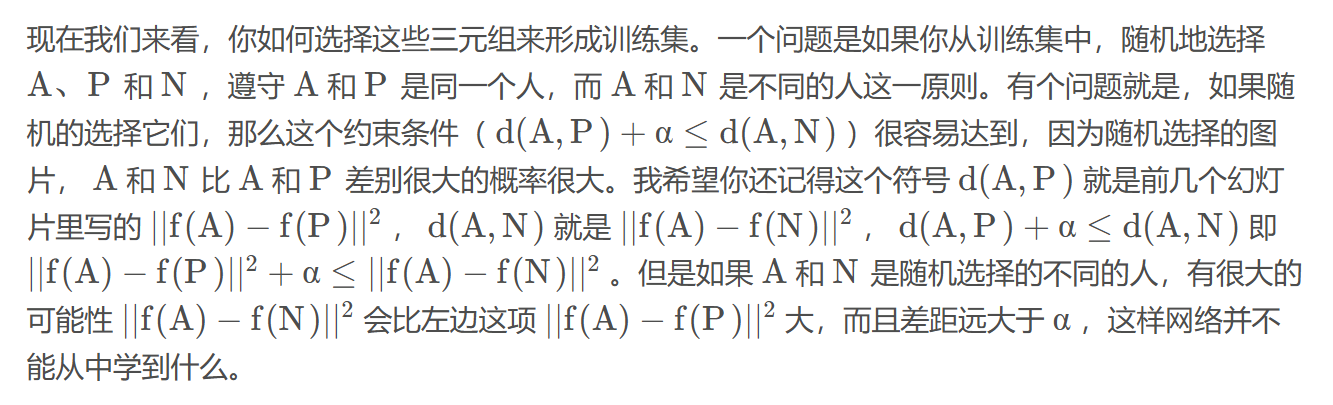 现在我们来看，你如何选择这些三元组来形成训练集。一个问题是如果你从训练集中，随机地选择
A、P 和 N ，遵守 A 和 P 是同一个人，而 A 和 N 是不同的人这一原则。有个问题就是，如果随
机的选择它们，那么这个约束条件（ d(A, P) + α ≤ d(A, N) ）很容易达到，因为随机选择的图
片， A 和 N 比 A 和 P 差别很大的概率很大。我希望你还记得这个符号 d(A, P) 就是前几个幻灯
片里写的 ||f(A) − f(P)||² ， d(A, N) 就是 ||f(A) − f(N)||² ， d(A, P) + α ≤ d(A, N) 即
||f(A) − f(P)||² + α ≤ ||f(A) − f(N)||² 。但是如果 A 和 N 是随机选择的不同的人，有很大的
可能性 ||f(A) − f(N)||² 会比左边这项 ||f(A) − f(P)||² 大，而且差距远大于 α ，这样网络并不
能从中学到什么。